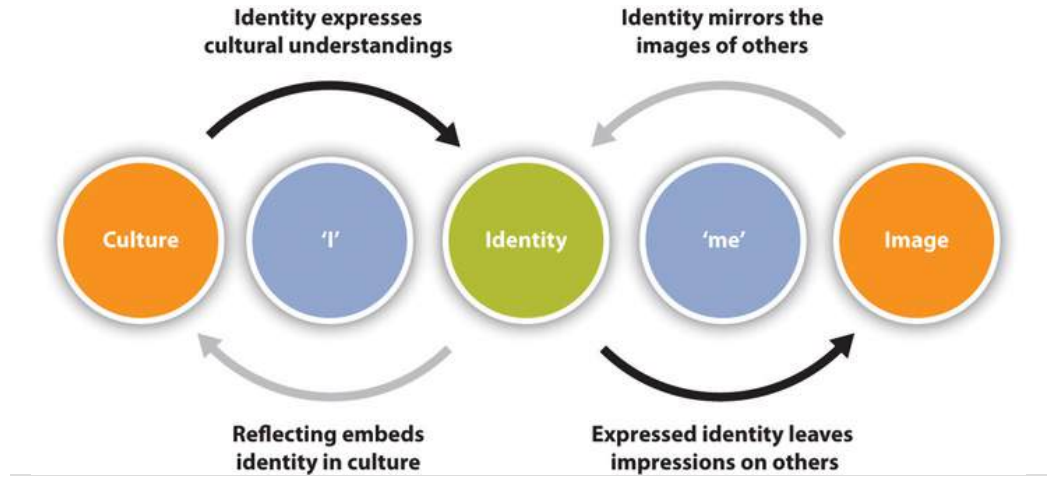 Identity expresses
cultural understandings
Identity mirrors the
images of others
Culture
‘I’
Identity
‘me’
Image
Reflecting embeds
identity in culture
Expressed identity leaves
impressions on others